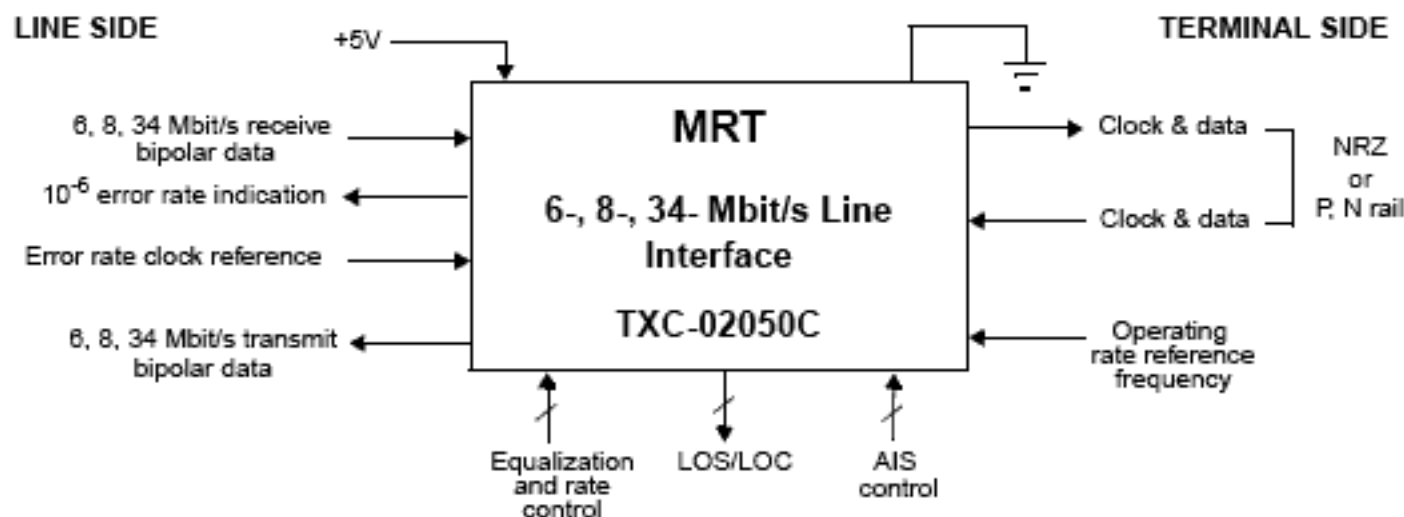 LINE SIDE
TERMINAL SIDE
+5V
6, 8, 34 Mbit/s receive
bipolar data
10-6 error rate indication
Error rate clock reference
6, 8, 34 Mbit/s transmit
bipolar data
MRT
6-, 8-, 34- Mbit/s Line
Interface
TXC-02050C
Clock & data
Clock & data
NRZ
or
P, N rail
Operating
rate reference
frequency
Equalization
and rate
control
LOS/LOC
AIS
control